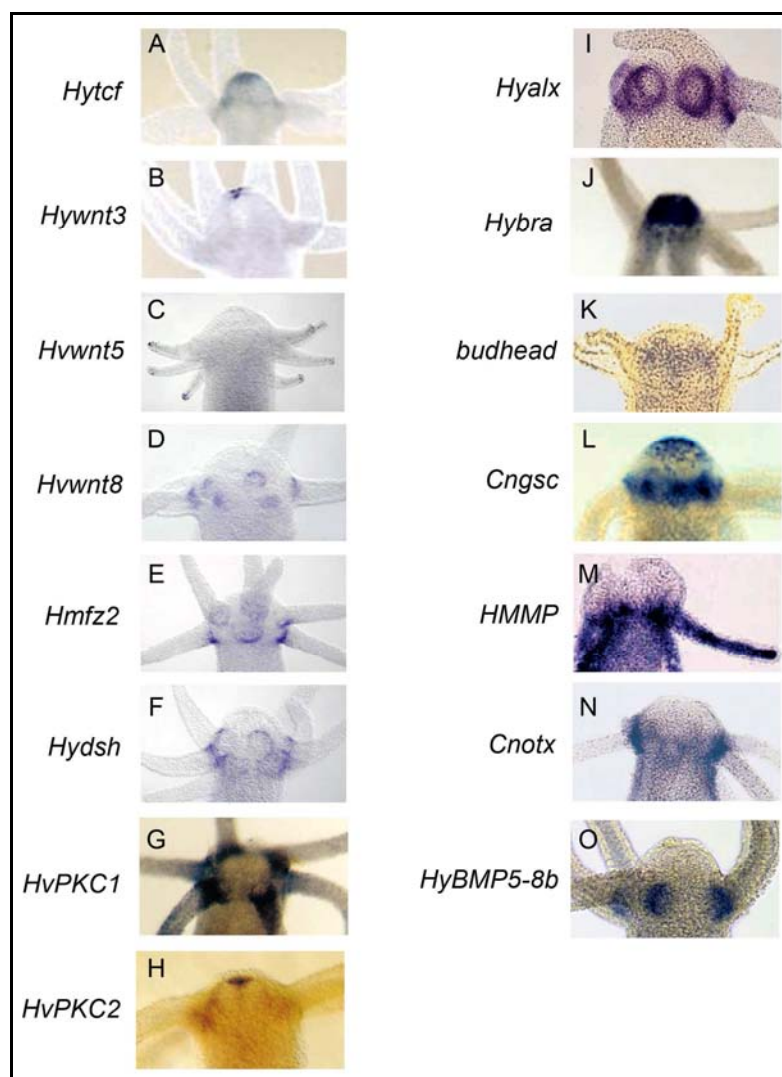 A
Hytcf
B
Hywnt3
C
Hvwnt5
D
Hvwnt8
E
Hmfz2
F
Hydsh
G
HvPKC1
H
HvPKC2
I
Hyalx
J
Hybra
K
budhead
L
Cngsc
M
HMMP
N
Cnotx
O
HyBMP5-8b